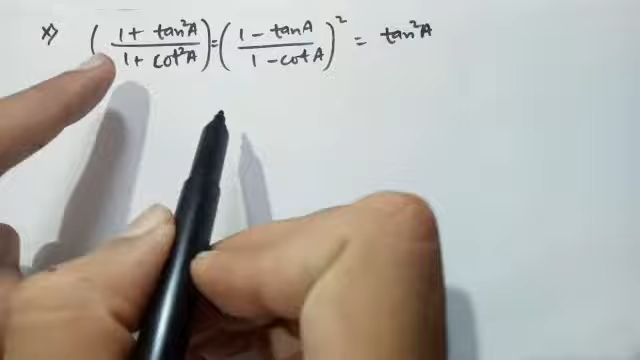 x) (1 + tan²A / 1 + cot²A) = (1 - tanA / 1 - cotA)² = tan²A